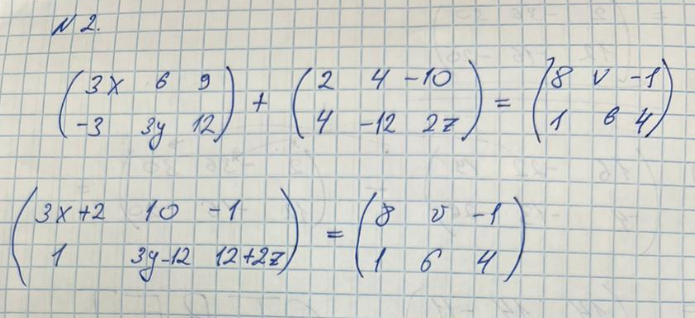 N 2.
(3x 6 9) + (2 4 -10) = (8 v -1)
(-3 3y 12) (4 -12 2z) (1 6 4)
(3x+2 10 -1) = (8 v -1)
(1 3y-12 12+2z) (1 6 4)